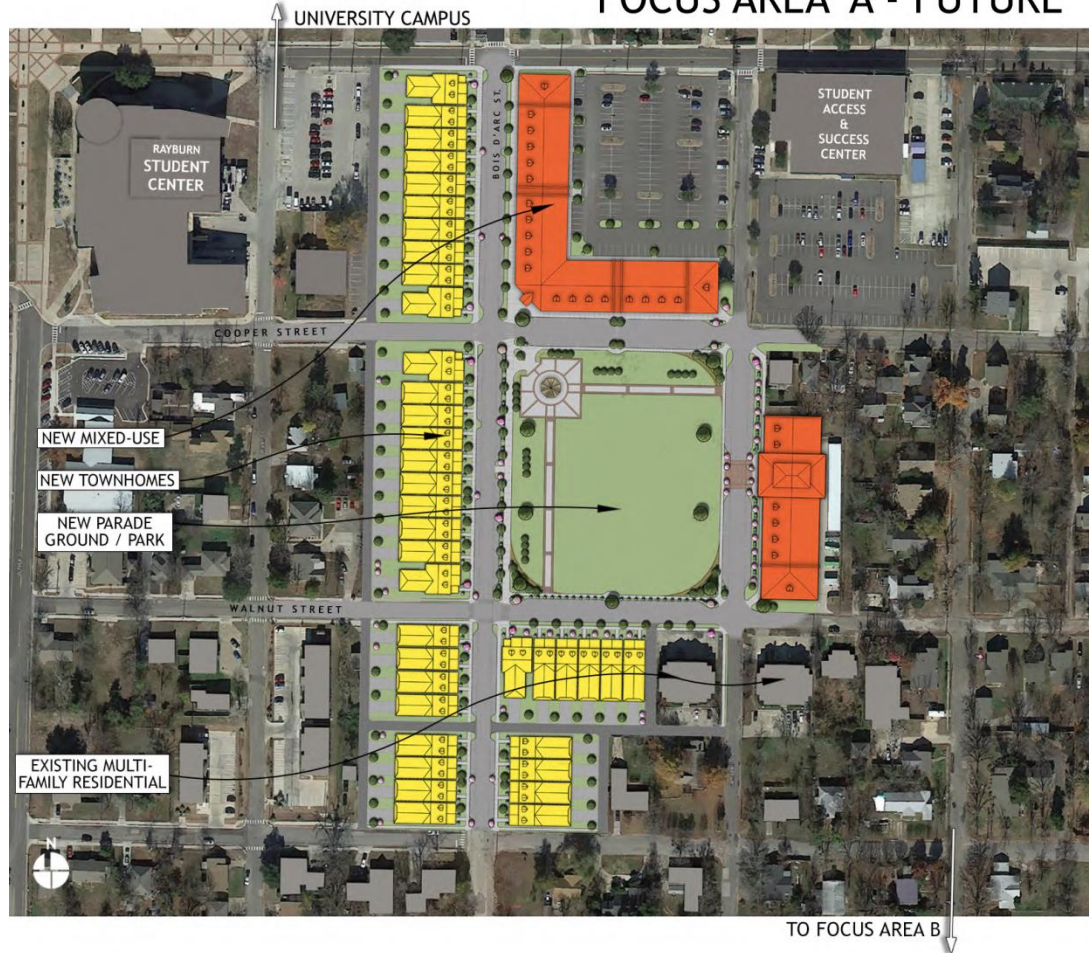 FOCUS AREA 'A' - FUTURE
UNIVERSITY CAMPUS
BOIS D'ARC ST.
RAYBURN
STUDENT
CENTER
STUDENT
ACCESS
&
SUCCESS
CENTER
COOPER STREET
NEW MIXED-USE
NEW TOWNHOMES
NEW PARADE
GROUND / PARK
WALNUT STREET
EXISTING MULTI-
FAMILY RESIDENTIAL
N
TO FOCUS AREA B